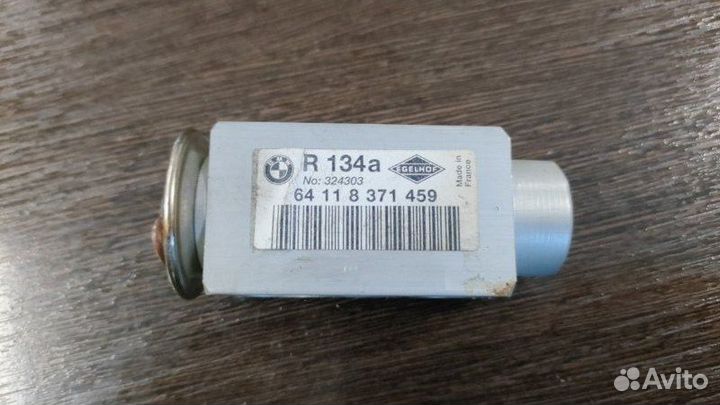 R 134a
No: 324303
EGELHOF
Made in
France
64 11 8 371 459
Avito